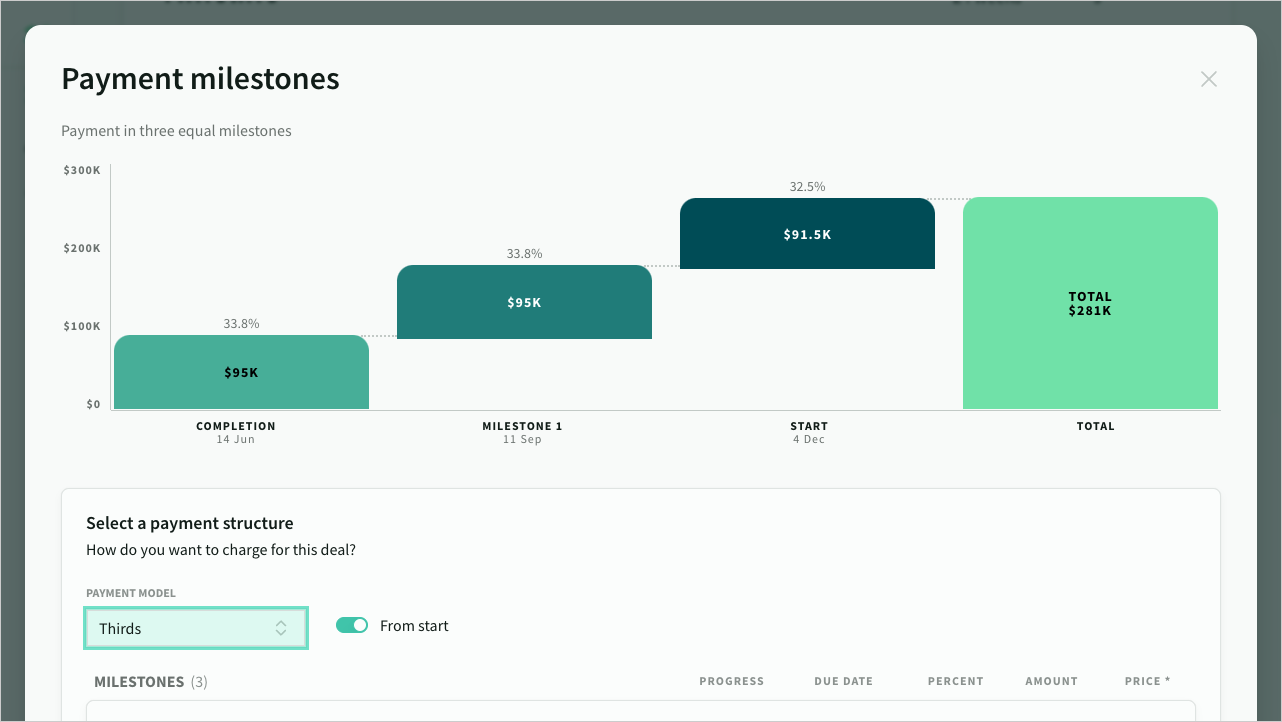 Payment milestones
Payment in three equal milestones
$300K
$200K
$100K
$0
33.8%
$95K
33.8%
$95K
32.5%
$91.5K
TOTAL
$281K
COMPLETION
14 Jun
MILESTONE 1
11 Sep
START
4 Dec
TOTAL
Select a payment structure
How do you want to charge for this deal?
PAYMENT MODEL
Thirds
From start
MILESTONES (3) PROGRESS DUE DATE PERCENT AMOUNT PRICE *